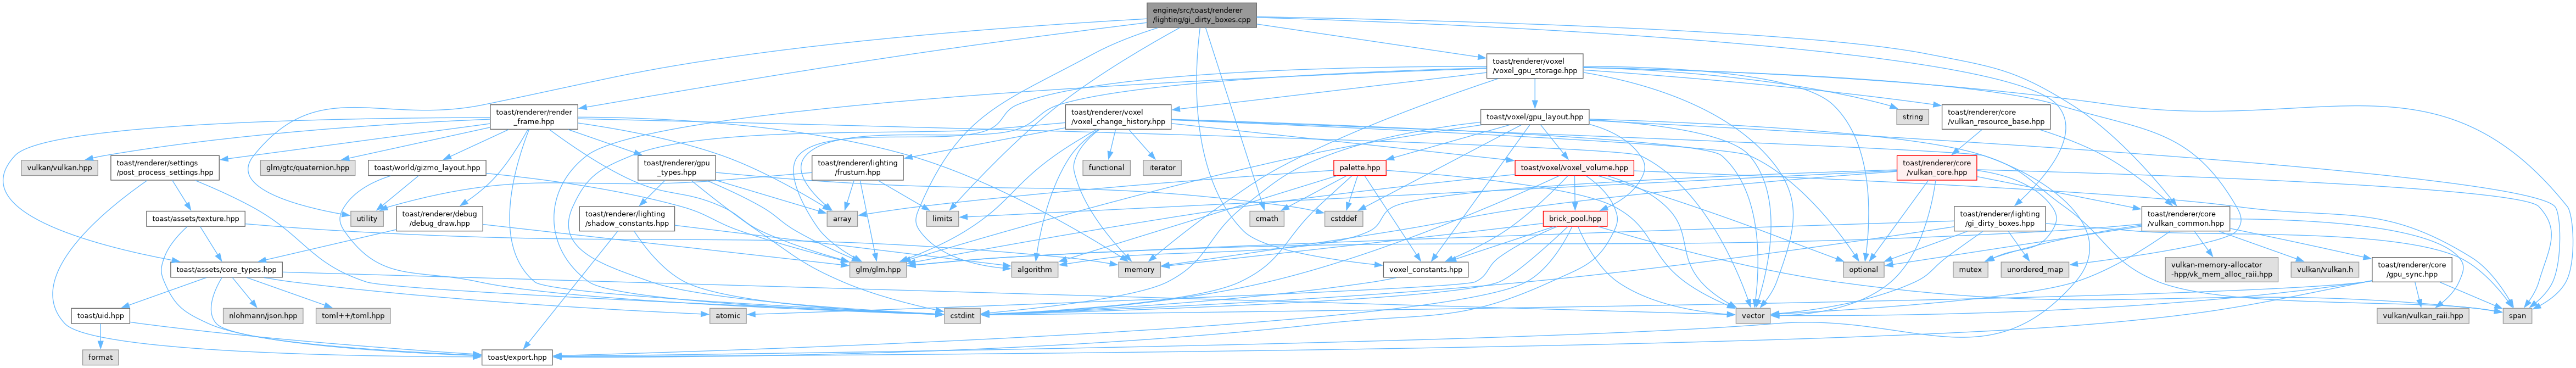 engine/src/toast/renderer
/lighting/gi_dirty_boxes.cpp
toast/renderer/voxel
/voxel_gpu_storage.hpp
toast/renderer/render
_frame.hpp
toast/renderer/voxel
/voxel_change_history.hpp
toast/voxel/gpu_layout.hpp
string
toast/renderer/core
/vulkan_resource_base.hpp
vulkan/vulkan.hpp
toast/renderer/settings
/post_process_settings.hpp
glm/gtc/quaternion.hpp
toast/world/gizmo_layout.hpp
toast/renderer/gpu
_types.hpp
toast/renderer/lighting
/frustum.hpp
functional
iterator
palette.hpp
toast/voxel/voxel_volume.hpp
toast/renderer/core
/vulkan_core.hpp
toast/assets/texture.hpp
utility
toast/renderer/debug
/debug_draw.hpp
toast/renderer/lighting
/shadow_constants.hpp
array
limits
cmath
cstddef
brick_pool.hpp
toast/renderer/lighting
/gi_dirty_boxes.hpp
toast/renderer/core
/vulkan_common.hpp
toast/assets/core_types.hpp
glm/glm.hpp
algorithm
memory
voxel_constants.hpp
optional
mutex
unordered_map
vulkan-memory-allocator
-hpp/vk_mem_alloc_raii.hpp
vulkan/vulkan.h
toast/renderer/core
/gpu_sync.hpp
toast/uid.hpp
nlohmann/json.hpp
toml++/toml.hpp
atomic
cstdint
vector
vulkan/vulkan_raii.hpp
span
format
toast/export.hpp